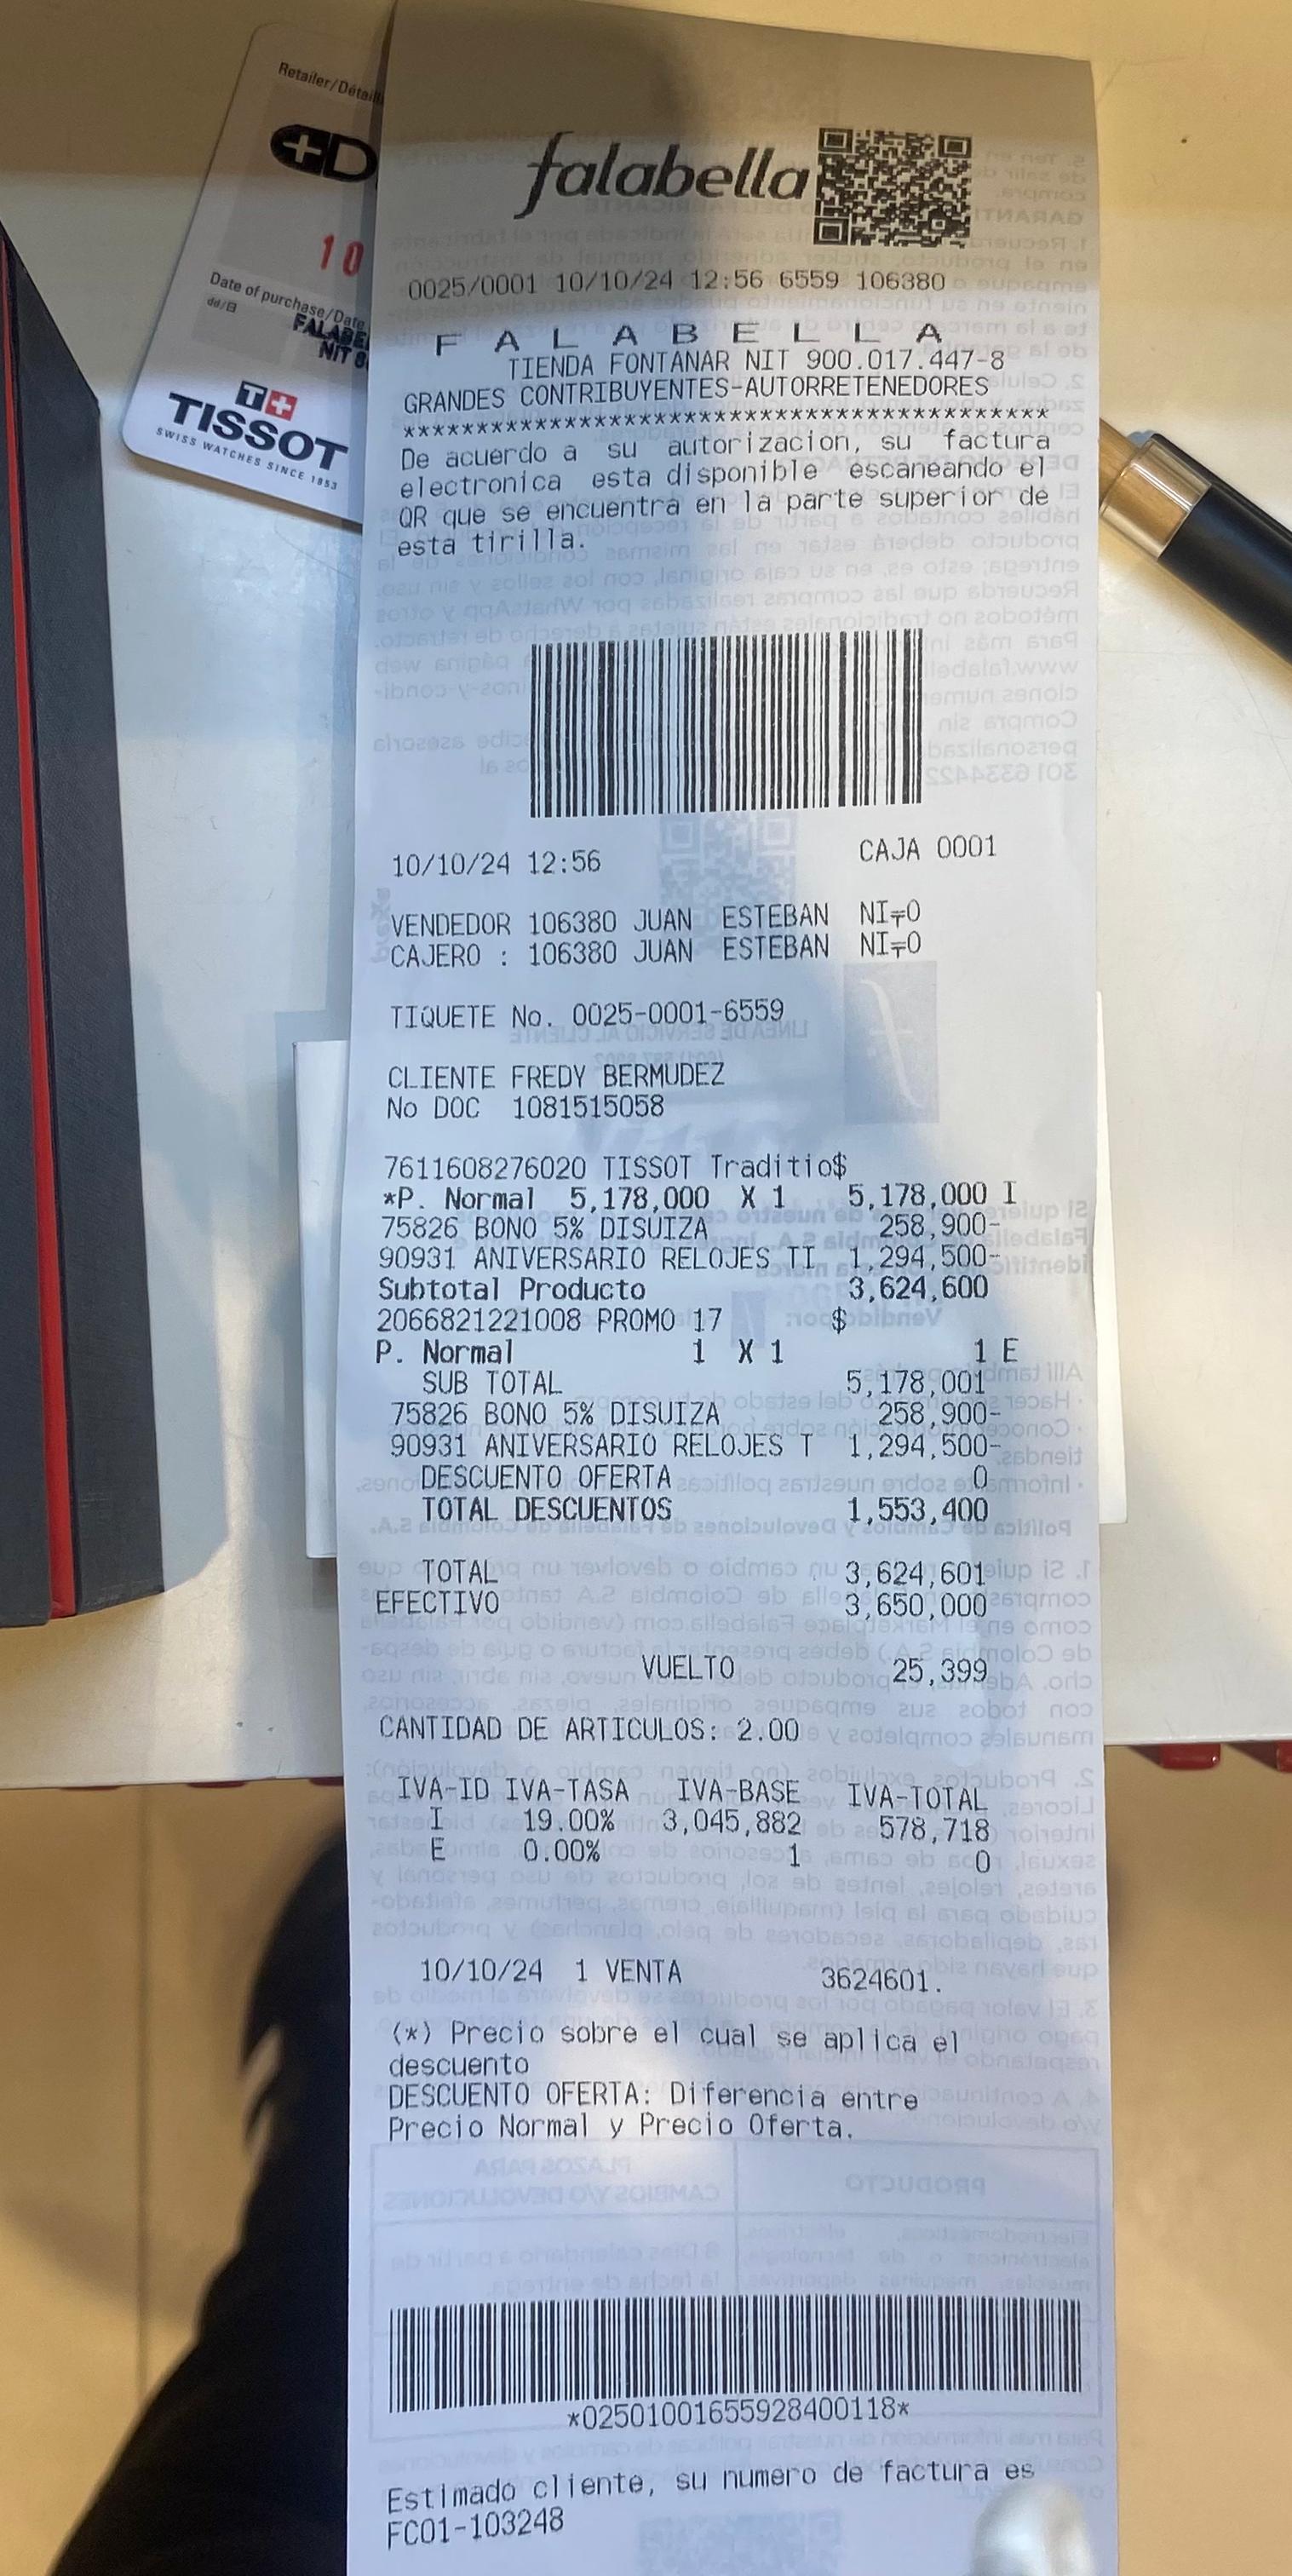 Retailer/Détaill
+D
10
Date of purchase/Date
dd/
FALABE
NIT
T+
TISSOT
SWISS WATCHES SINCE 1853
falabella
0025/0001 10/10/24 12:56 6559 106380
F A L A B E L L A
TIENDA FONTANAR NIT 900.017.447-8
GRANDES CONTRIBUYENTES-AUTORRETENEDORES
******************************************
De acuerdo a su autorizacion, su factura
electronica esta disponible escaneando el
QR que se encuentra en la parte superior de
esta tirilla.
10/10/24 12:56 CAJA 0001
VENDEDOR 106380 JUAN ESTEBAN
CAJERO : 106380 JUAN ESTEBAN
TIQUETE No. 0025-0001-6559
CLIENTE FREDY BERMUDEZ
No DOC 1081515058
7611608276020 TISSOT Traditio$
*P. Normal 5,178,000 X 1 5,178,000 I
75826 BONO 5% DISUIZA 258,900-
90931 ANIVERSARIO RELOJES TI 1,294,500-
Subtotal Producto 3,624,600
2066821221008 PROMO 17 $
P. Normal 1 X 1 1 E
SUB TOTAL 5,178,001
75826 BONO 5% DISUIZA 258,900-
90931 ANIVERSARIO RELOJES T 1,294,500-
DESCUENTO OFERTA 0
TOTAL DESCUENTOS 1,553,400
TOTAL 3,624,601
EFECTIVO 3,650,000
VUELTO 25,399
CANTIDAD DE ARTICULOS: 2.00
IVA-ID IVA-TASA IVA-BASE IVA-TOTAL
I 19.00% 3,045,882 578,718
E 0.00% 1 0
10/10/24 1 VENTA 3624601.
(*) Precio sobre el cual se aplica el
descuento
DESCUENTO OFERTA: Diferencia entre
Precio Normal y Precio Oferta.
*02501001655928400118*
Estimado cliente, su numero de factura es
FC01-103248